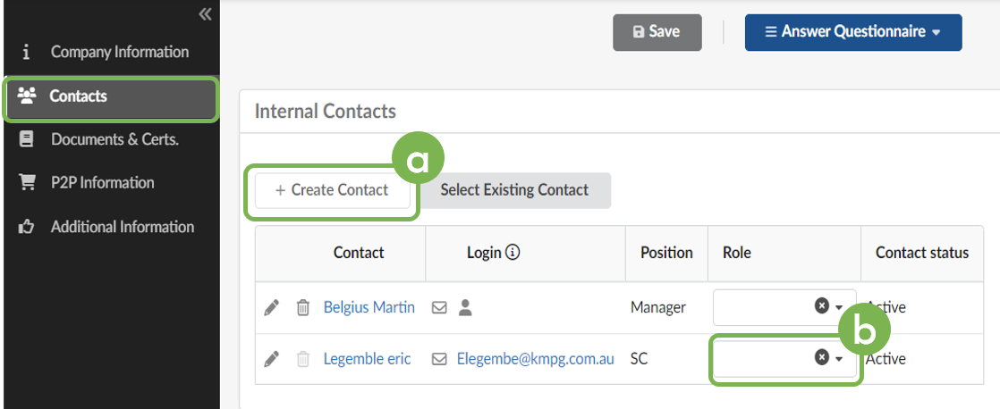 Save
Answer Questionnaire
Company Information
Contacts
Documents & Certs.
P2P Information
Additional Information
Internal Contacts
a
+ Create Contact
Select Existing Contact
Contact Login Position Role Contact status
Belgius Martin Manager Active
b
Legemble eric Elegembe@kmpg.com.au SC Active